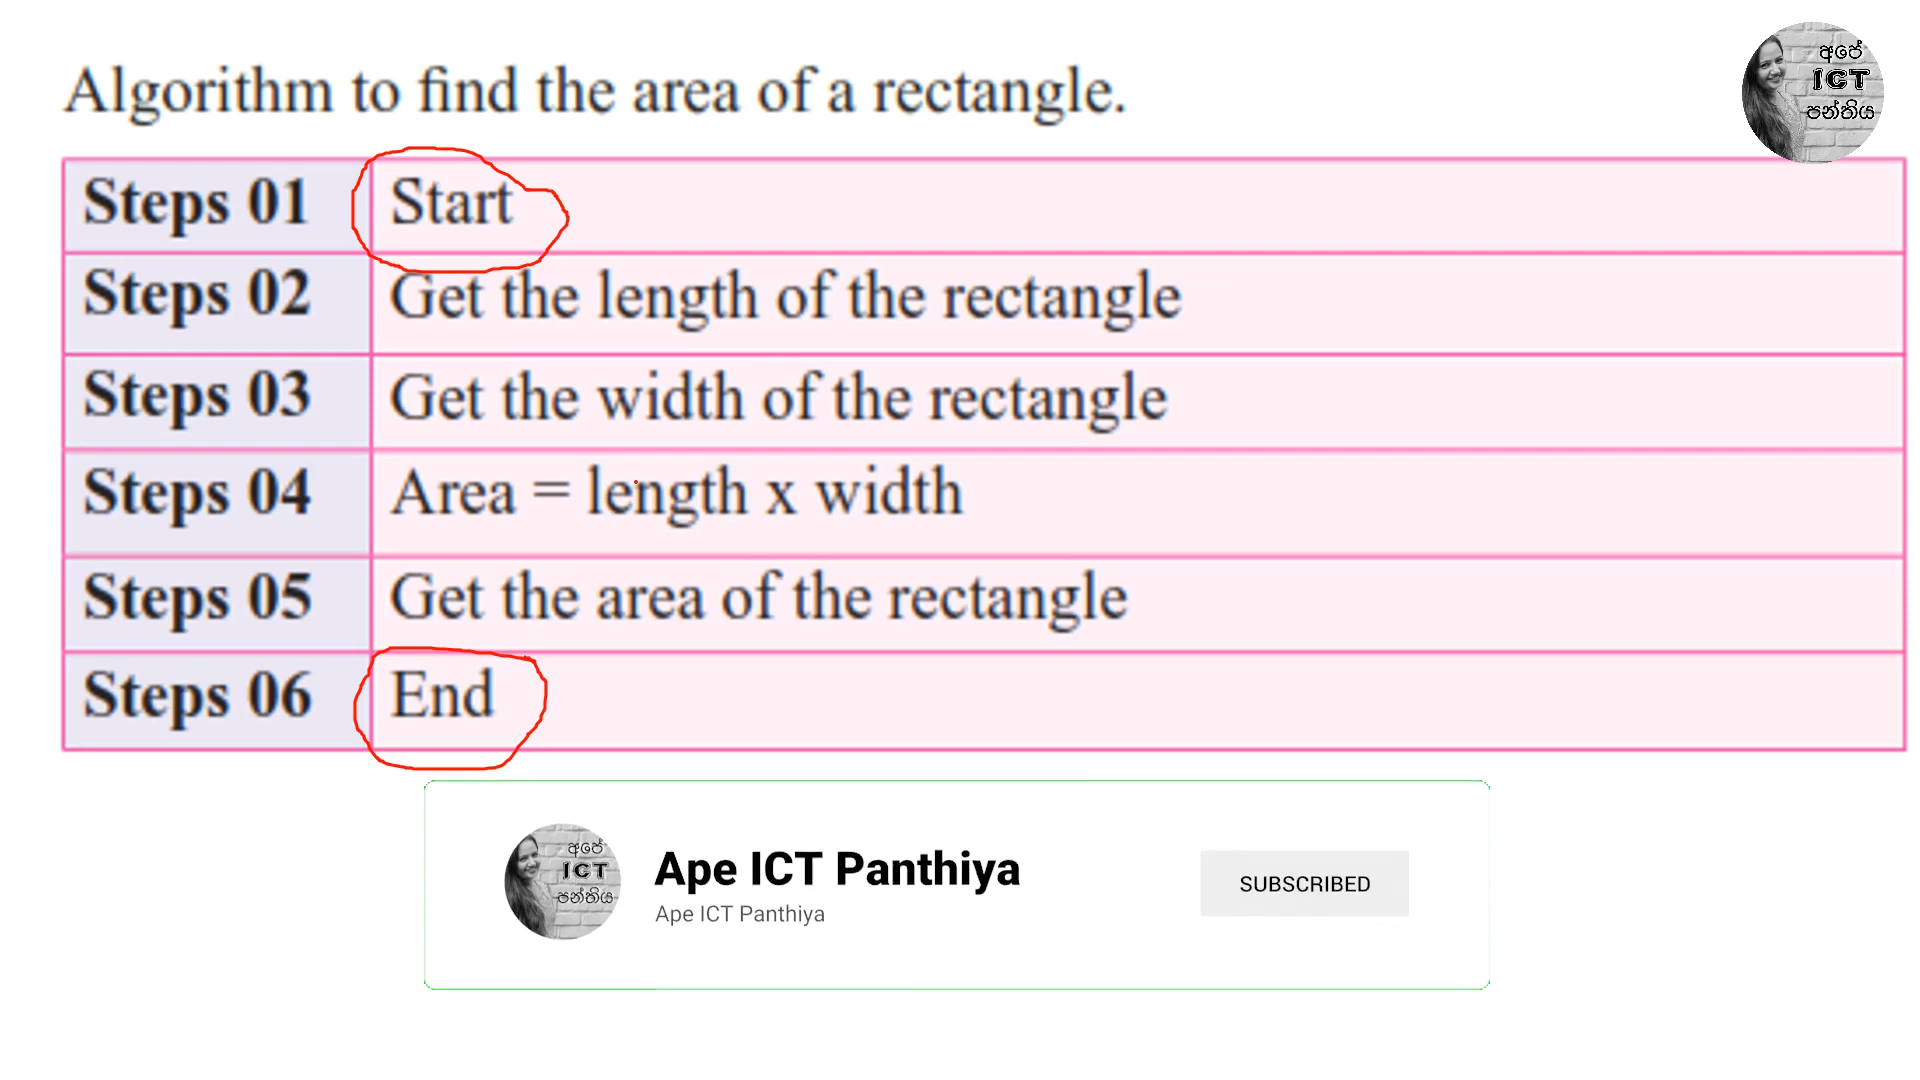 Algorithm to find the area of a rectangle.
අපේ
ICT
පන්තිය
Steps 01 Start
Steps 02 Get the length of the rectangle
Steps 03 Get the width of the rectangle
Steps 04 Area = length x width
Steps 05 Get the area of the rectangle
Steps 06 End
අපේ
ICT
පන්තිය
Ape ICT Panthiya
Ape ICT Panthiya
SUBSCRIBED